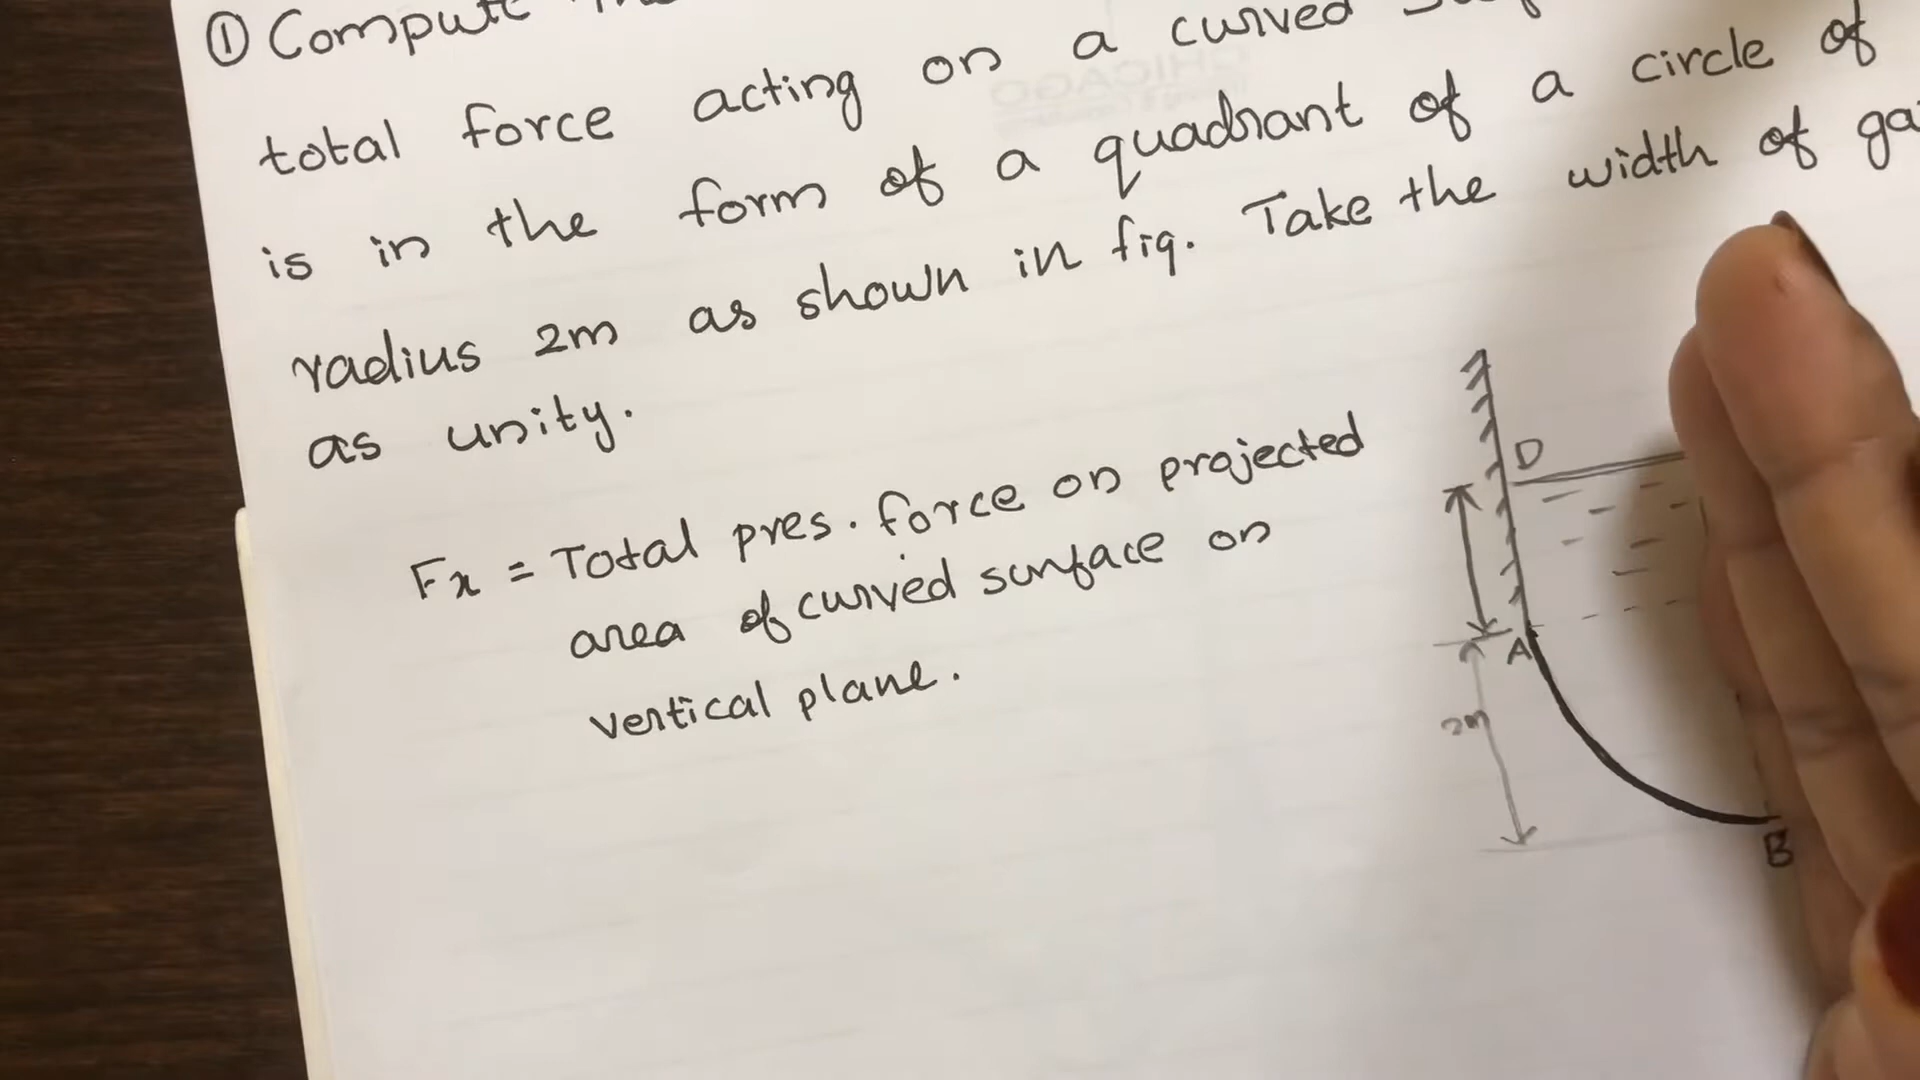 ① Compute
total force acting on a curved
is in the form of a quadrant of a circle of
radius 2m as shown in fig. Take the width of
as unity.
Fx = Total pres. force on projected
area of curved surface on
vertical plane.
D
A
2m
B